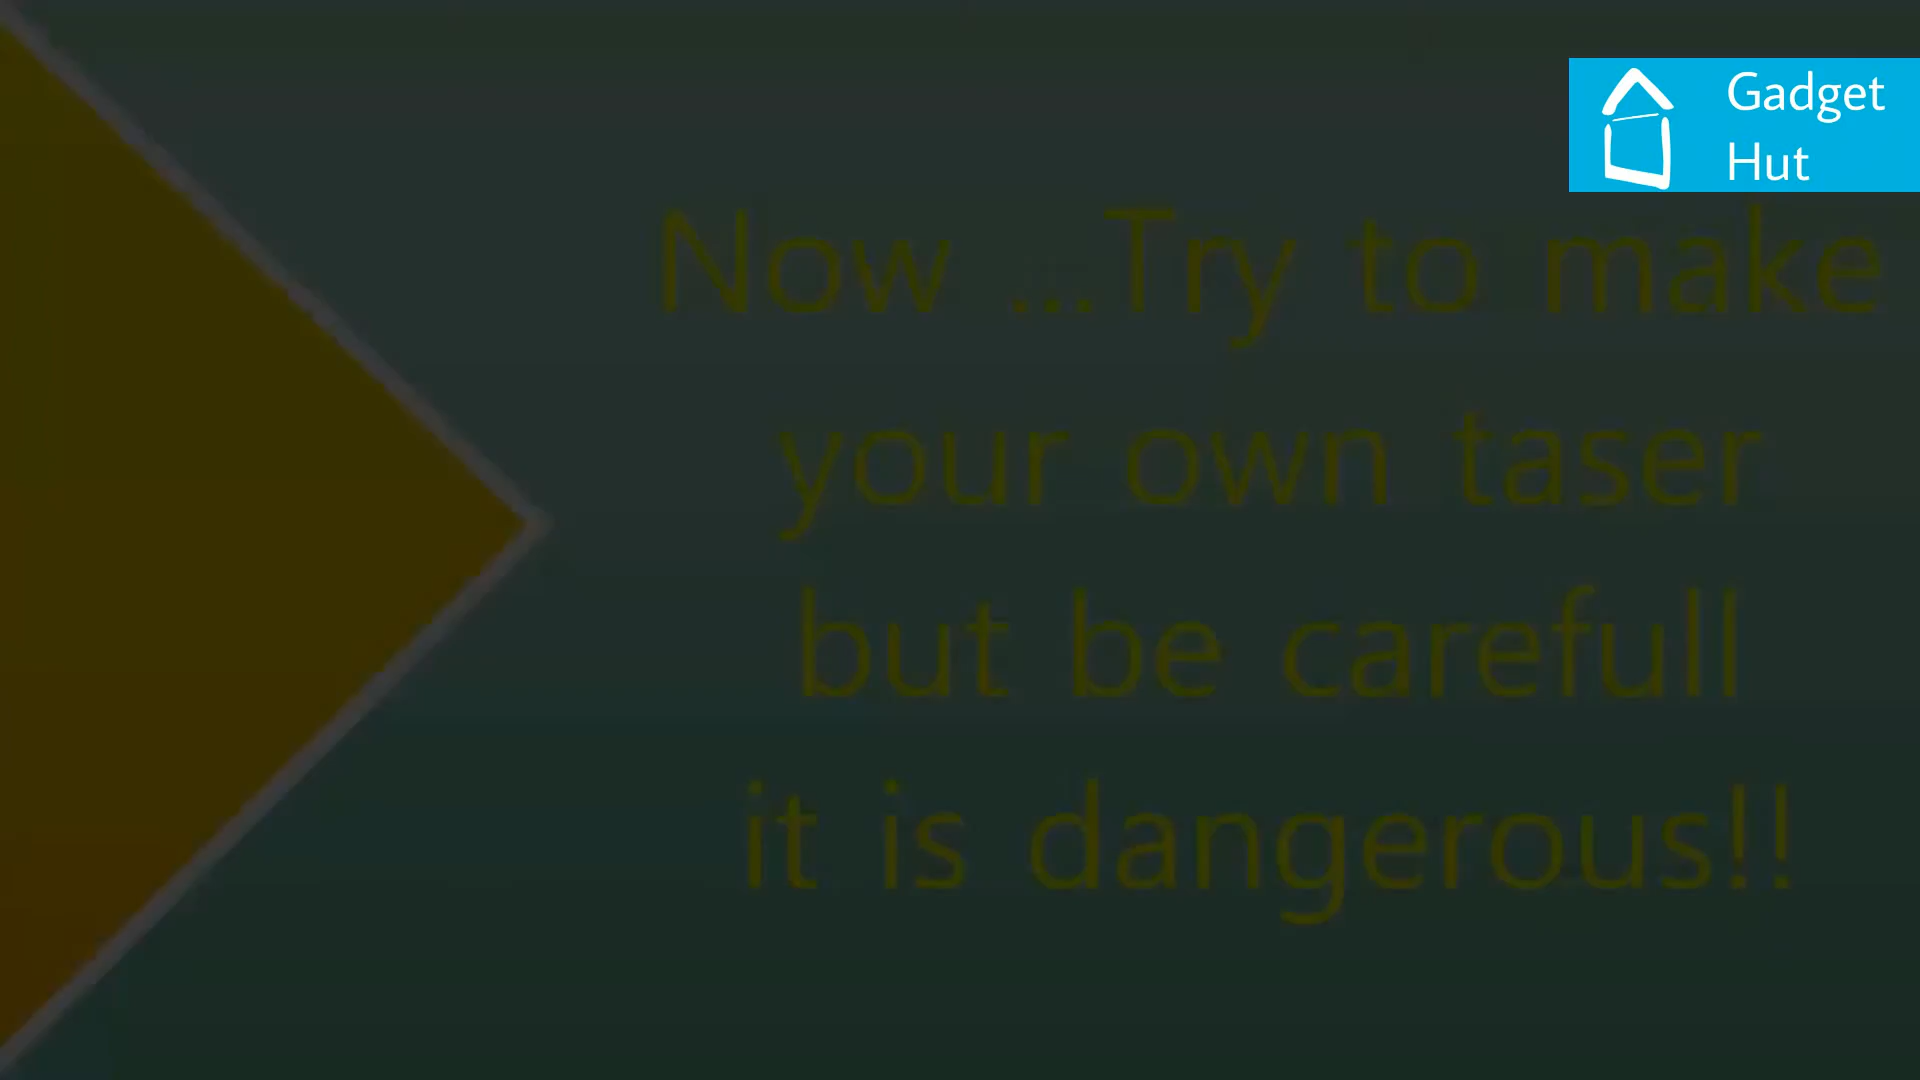 Gadget
Hut
Now ...Try to make
your own taser
but be carefull
it is dangerous!!